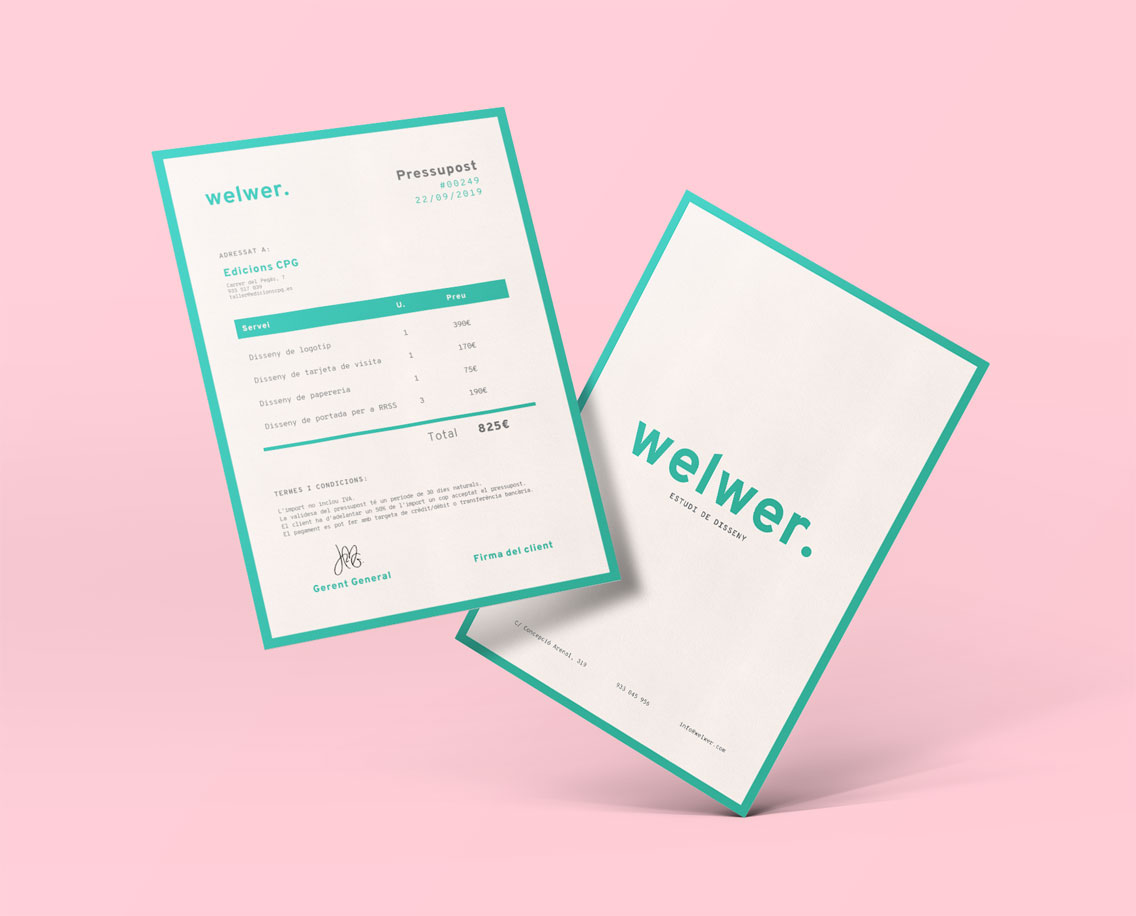 welwer.
Pressupost
#00249
22/09/2019
ADRESSAT A:
Edicions CPG
Carrer del Pegàs, 7
933 517 039
taller@edicionscpg.es
Servei U. Preu
Disseny de logotip 1 390€
Disseny de tarjeta de visita 1 170€
Disseny de papereria 1 75€
Disseny de portada per a RRSS 3 190€
Total 825€
TERMES I CONDICIONS:
L'import no inclou IVA.
La validesa del pressupost té un període de 30 dies naturals.
El client ha d'adelantar un 50% de l'import un cop acceptat el pressupost.
El pagament es pot fer amb targeta de crèdit/dèbit o transferència bancària.
Gerent General
Firma del client
welwer.
ESTUDI DE DISSENY
C/ Concepció Arenal, 319
933 045 956
info@welwer.com